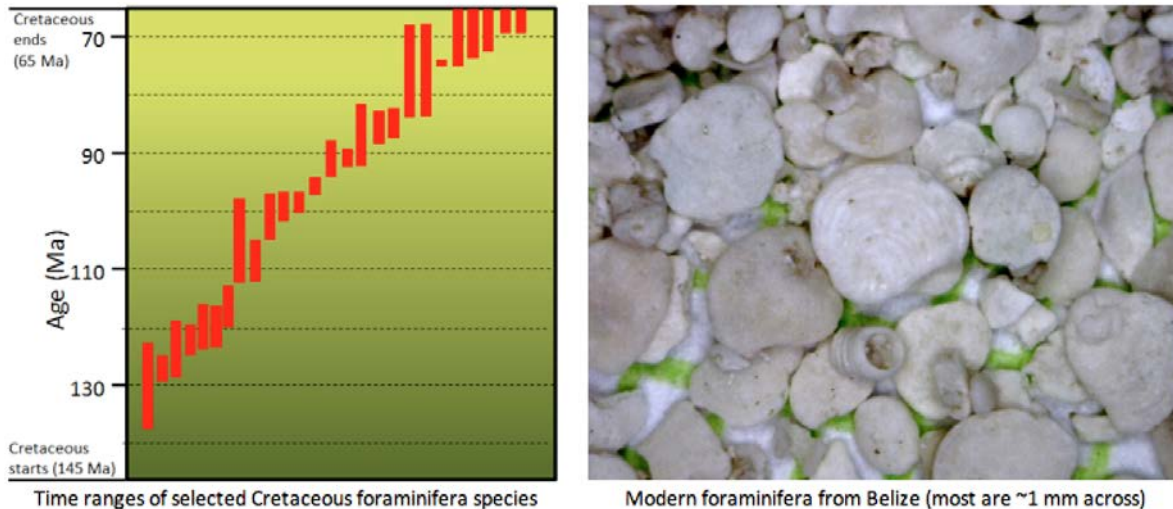 Cretaceous
ends
(65 Ma)
70
90
110
130
Age (Ma)
Cretaceous
starts (145 Ma)
Time ranges of selected Cretaceous foraminifera species
Modern foraminifera from Belize (most are ~1 mm across)